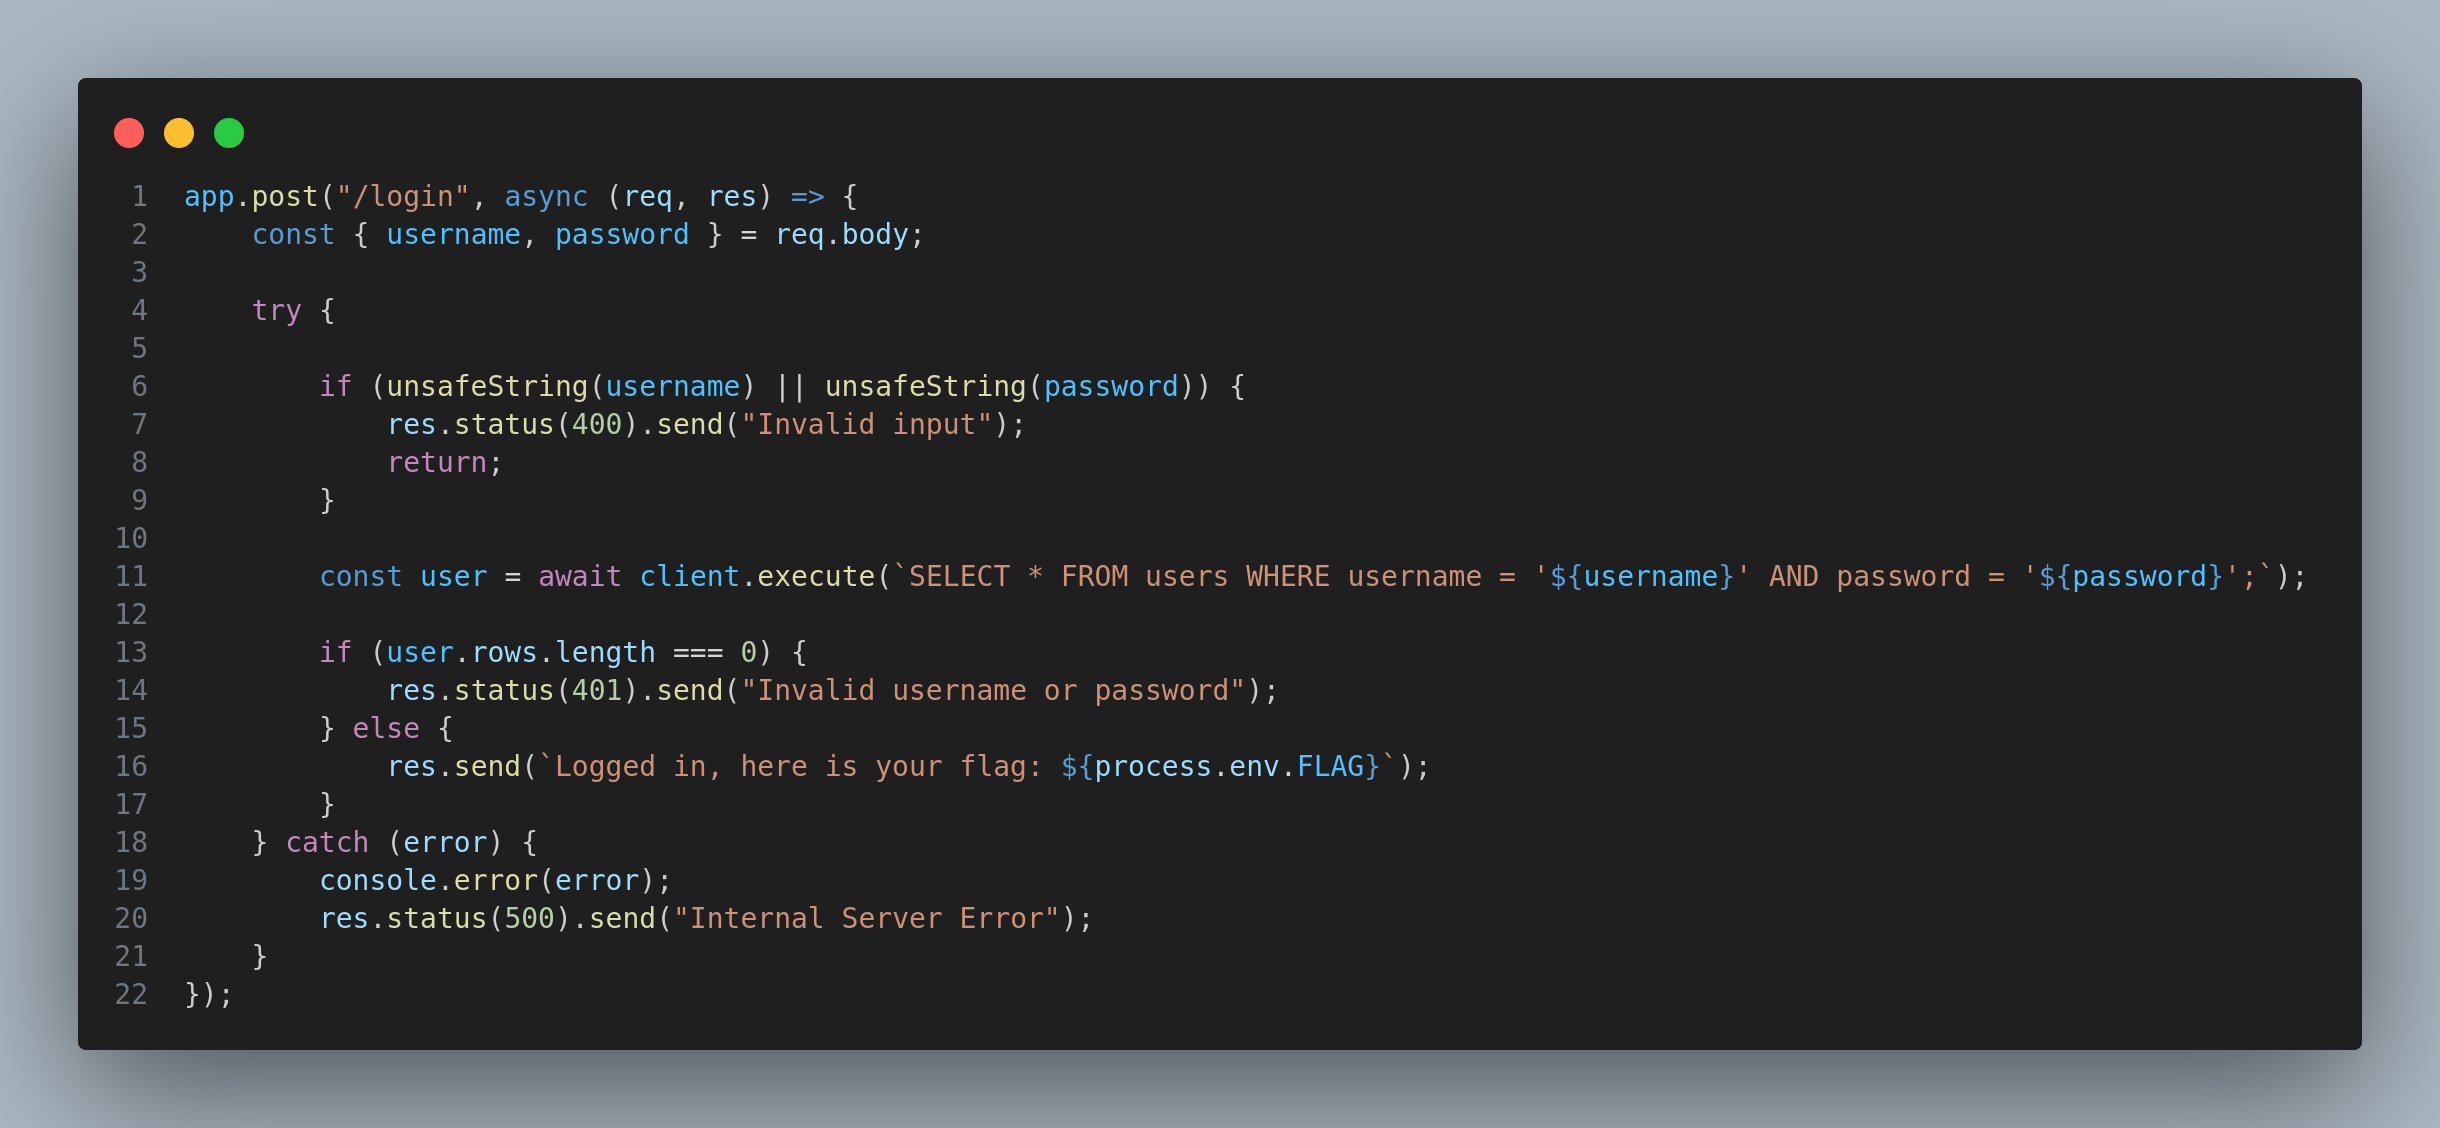 1 app.post("/login", async (req, res) => {
2     const { username, password } = req.body;
3
4     try {
5
6         if (unsafeString(username) || unsafeString(password)) {
7             res.status(400).send("Invalid input");
8             return;
9         }
10
11         const user = await client.execute(`SELECT * FROM users WHERE username = '${username}' AND password = '${password}';`);
12
13         if (user.rows.length === 0) {
14             res.status(401).send("Invalid username or password");
15         } else {
16             res.send(`Logged in, here is your flag: ${process.env.FLAG}`);
17         }
18     } catch (error) {
19         console.error(error);
20         res.status(500).send("Internal Server Error");
21     }
22 });